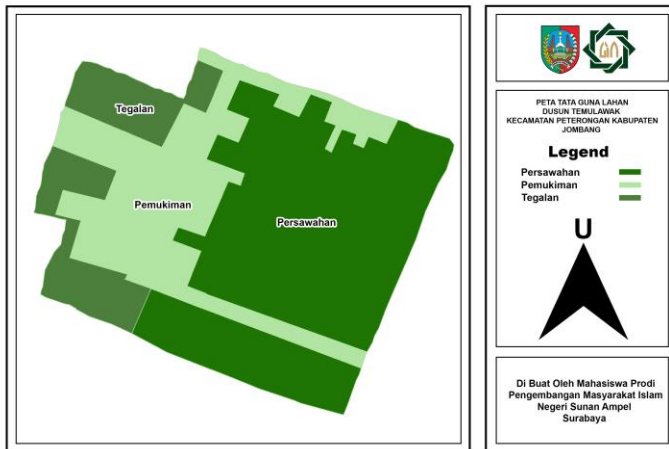 Tegalan
Pemukiman
Persawahan
PETA TATA GUNA LAHAN
DUSUN TEMULAWAK
KECAMATAN PETERONGAN KABUPATEN
JOMBANG
Legend
Persawahan
Pemukiman
Tegalan
U
Di Buat Oleh Mahasiswa Prodi
Pengembangan Masyarakat Islam
Negeri Sunan Ampel
Surabaya